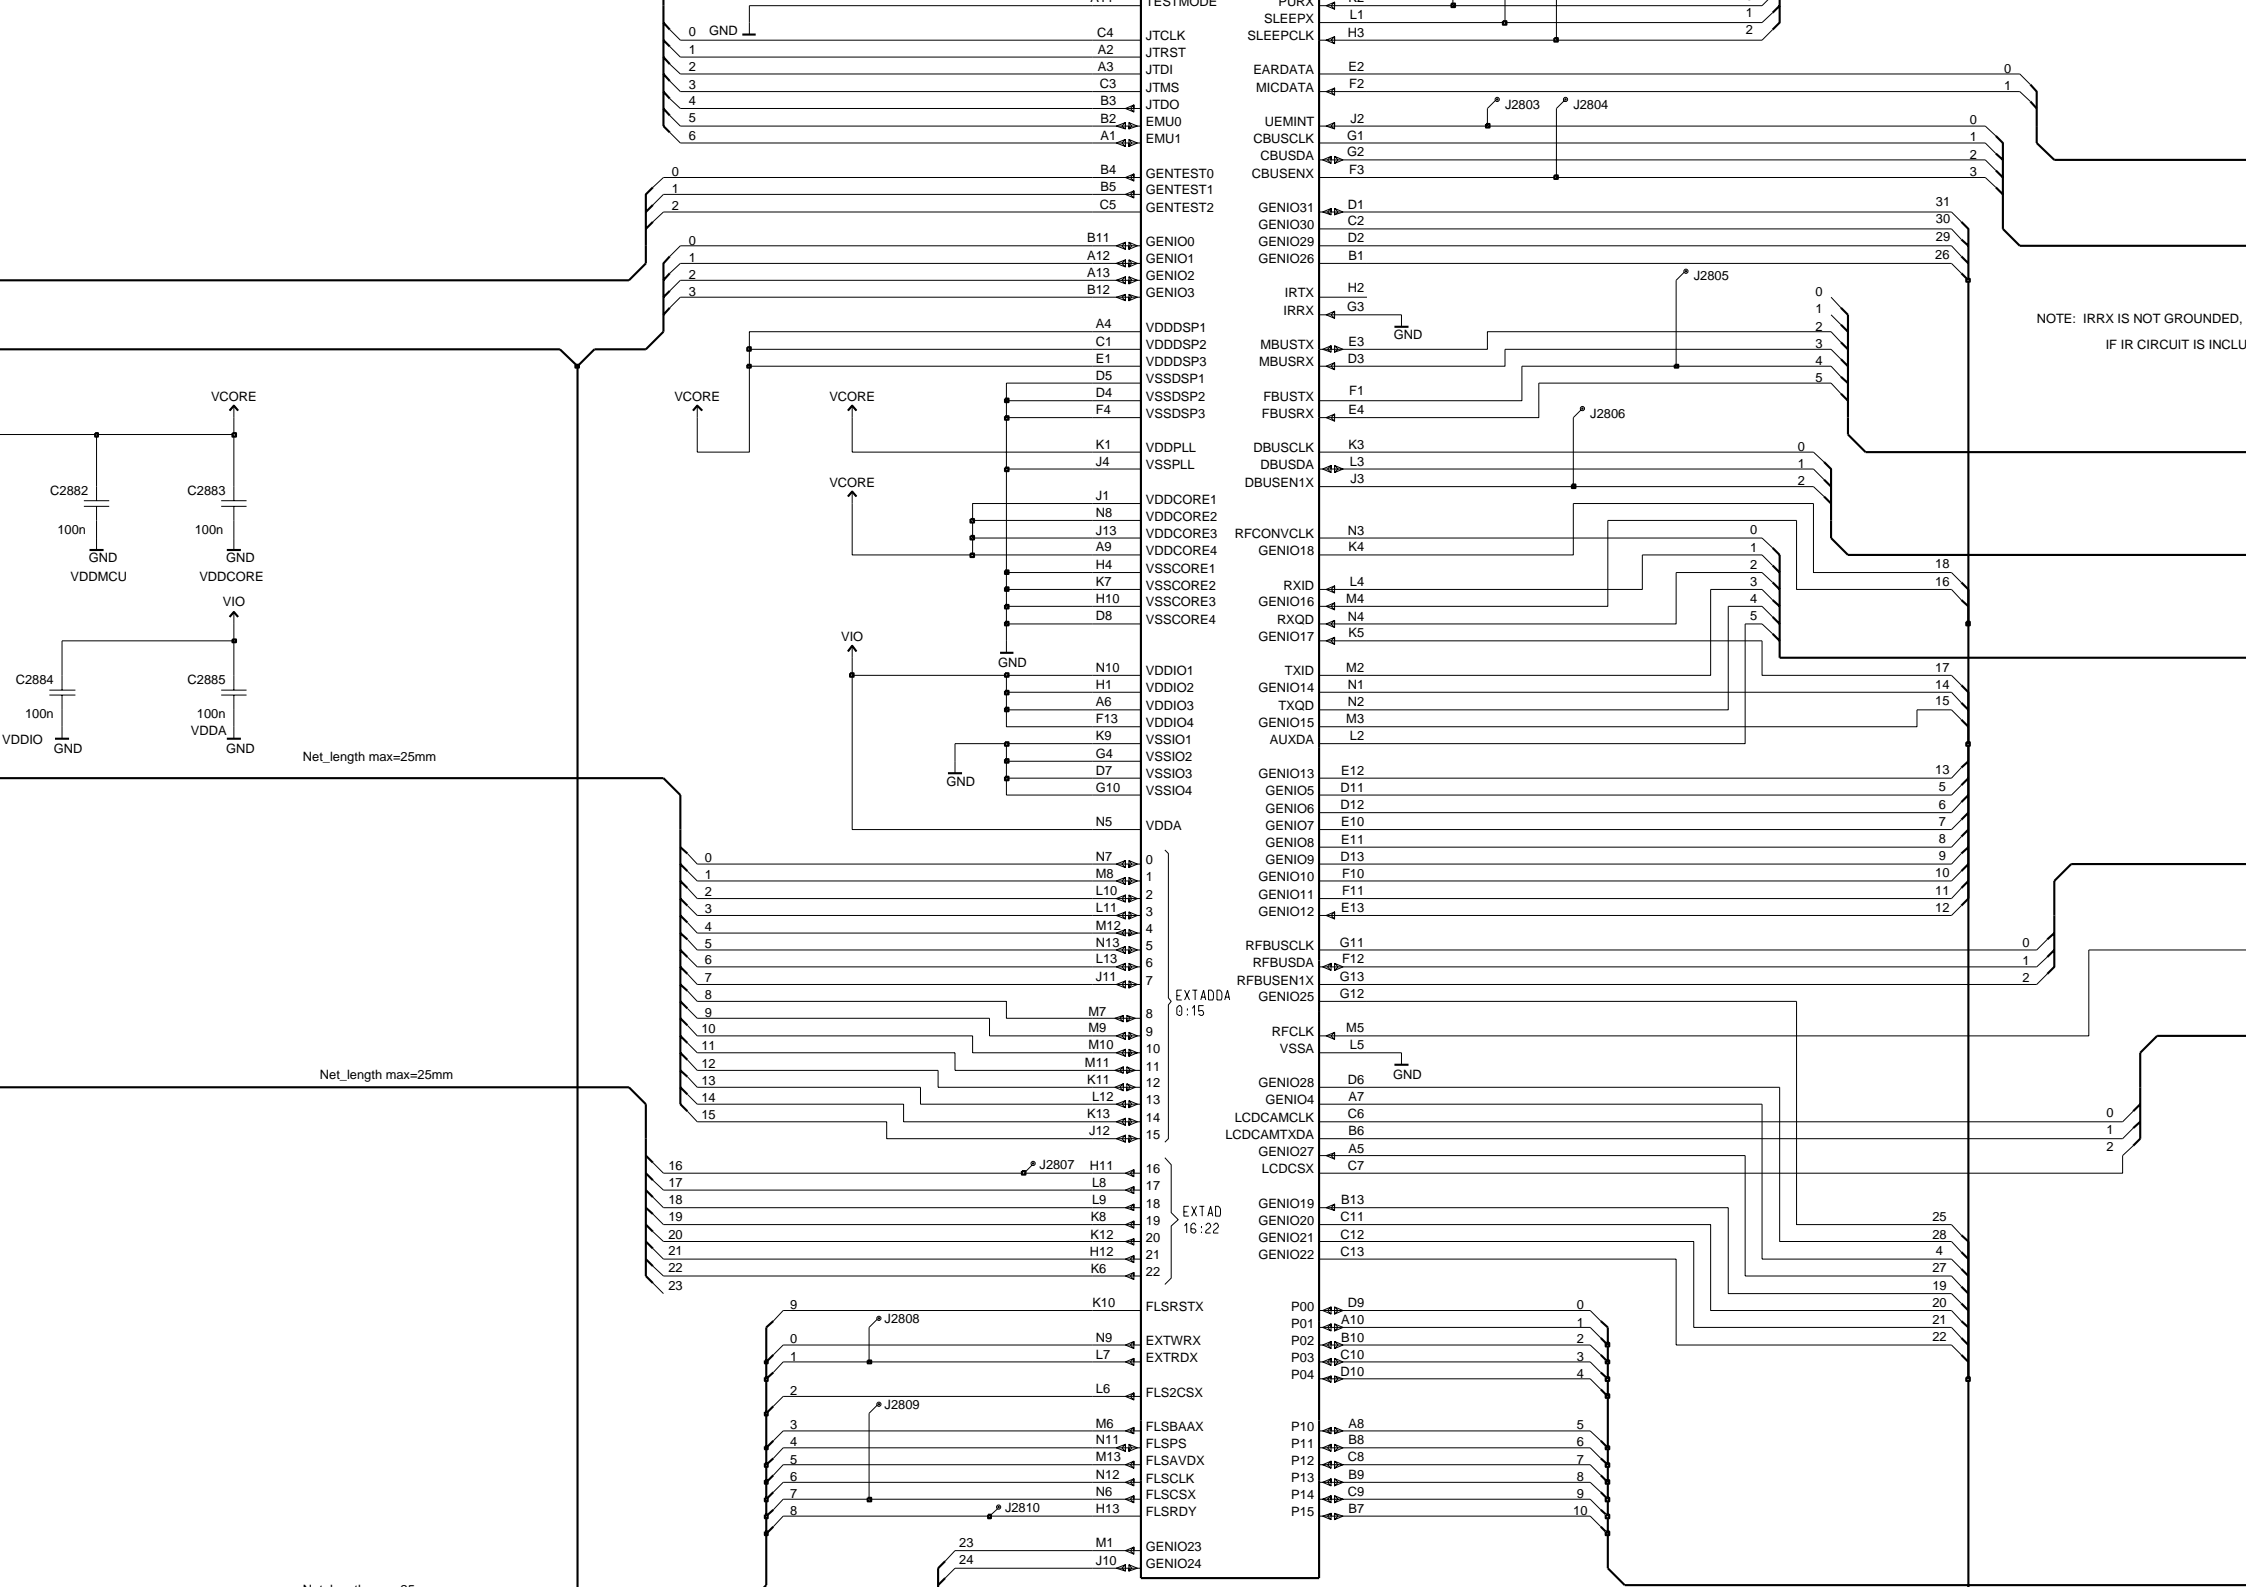 A11 TESTMODE PURX K2
SLEEPX L1 1
0 GND C4 JTCLK SLEEPCLK H3 2
1 A2 JTRST
2 A3 JTDI EARDATA E2 0
3 C3 JTMS MICDATA F2 1
4 B3 JTDO J2803 J2804
5 B2 EMU0 UEMINT J2 0
6 A1 EMU1 CBUSCLK G1 1
CBUSDA G2 2
0 B4 GENTEST0 CBUSENX F3 3
1 B5 GENTEST1
2 C5 GENTEST2 GENIO31 D1 31
GENIO30 C2 30
0 B11 GENIO0 GENIO29 D2 29
1 A12 GENIO1 GENIO26 B1 26
2 A13 GENIO2 J2805
3 B12 GENIO3 IRTX H2 0
IRRX G3 1
GND
NOTE: IRRX IS NOT GROUNDED,
IF IR CIRCUIT IS INCLU
A4 VDDDSP1 2
C1 VDDDSP2 MBUSTX E3 3
E1 VDDDSP3 MBUSRX D3 4
D5 VSSDSP1 5
D4 VSSDSP2 FBUSTX F1
F4 VSSDSP3 FBUSRX E4 J2806
VCORE VCORE VCORE
K1 VDDPLL DBUSCLK K3 0
J4 VSSPLL DBUSDA L3 1
VCORE DBUSEN1X J3 2
C2882 C2883
100n 100n
GND GND
VDDMCU VDDCORE
J1 VDDCORE1
N8 VDDCORE2
J13 VDDCORE3 RFCONVCLK N3 0
A9 VDDCORE4 GENIO18 K4 1
H4 VSSCORE1 2 18
K7 VSSCORE2 RXID L4 3 16
H10 VSSCORE3 GENIO16 M4 4
D8 VSSCORE4 RXQD N4 5
GENIO17 K5
VIO VIO
GND
C2884 C2885
100n 100n
VDDIO GND VDDA GND
N10 VDDIO1 TXID M2 17
H1 VDDIO2 GENIO14 N1 14
A6 VDDIO3 TXQD N2 15
F13 VDDIO4 GENIO15 M3
K9 VSSIO1 AUXDA L2
G4 VSSIO2
Net_length max=25mm
GND D7 VSSIO3 GENIO13 E12 13
G10 VSSIO4 GENIO5 D11 5
GENIO6 D12 6
N5 VDDA GENIO7 E10 7
GENIO8 E11 8
0 N7 0 GENIO9 D13 9
1 M8 1 GENIO10 F10 10
2 L10 2 GENIO11 F11 11
3 L11 3 GENIO12 E13 12
4 M12 4
5 N13 5 RFBUSCLK G11 0
6 L13 6 RFBUSDA F12 1
7 J11 7 RFBUSEN1X G13 2
8 EXTADDA GENIO25 G12
9 M7 8 0:15
10 M9 9 RFCLK M5
11 M10 10 VSSA L5
12 M11 11 GND
Net_length max=25mm
13 K11 12 GENIO28 D6
14 L12 13 GENIO4 A7
15 K13 14 LCDCAMCLK C6 0
J12 15 LCDCAMTXDA B6 1
GENIO27 A5 2
16 J2807 H11 16 LCDCSX C7
17 L8 17
18 L9 18 GENIO19 B13
19 K8 19 EXTAD GENIO20 C11 25
20 K12 20 16:22 GENIO21 C12 28
21 H12 21 GENIO22 C13 4
22 K6 22 27
23 19
9 K10 FLSRSTX P00 D9 0 20
J2808 P01 A10 1 21
0 N9 EXTWRX P02 B10 2 22
1 L7 EXTRDX P03 C10 3
P04 D10 4
2 L6 FLS2CSX
J2809
3 M6 FLSBAAX P10 A8 5
4 N11 FLSPS P11 B8 6
5 M13 FLSAVDX P12 C8 7
6 N12 FLSCLK P13 B9 8
7 N6 FLSCSX P14 C9 9
8 J2810 H13 FLSRDY P15 B7 10
23 M1 GENIO23
24 J10 GENIO24